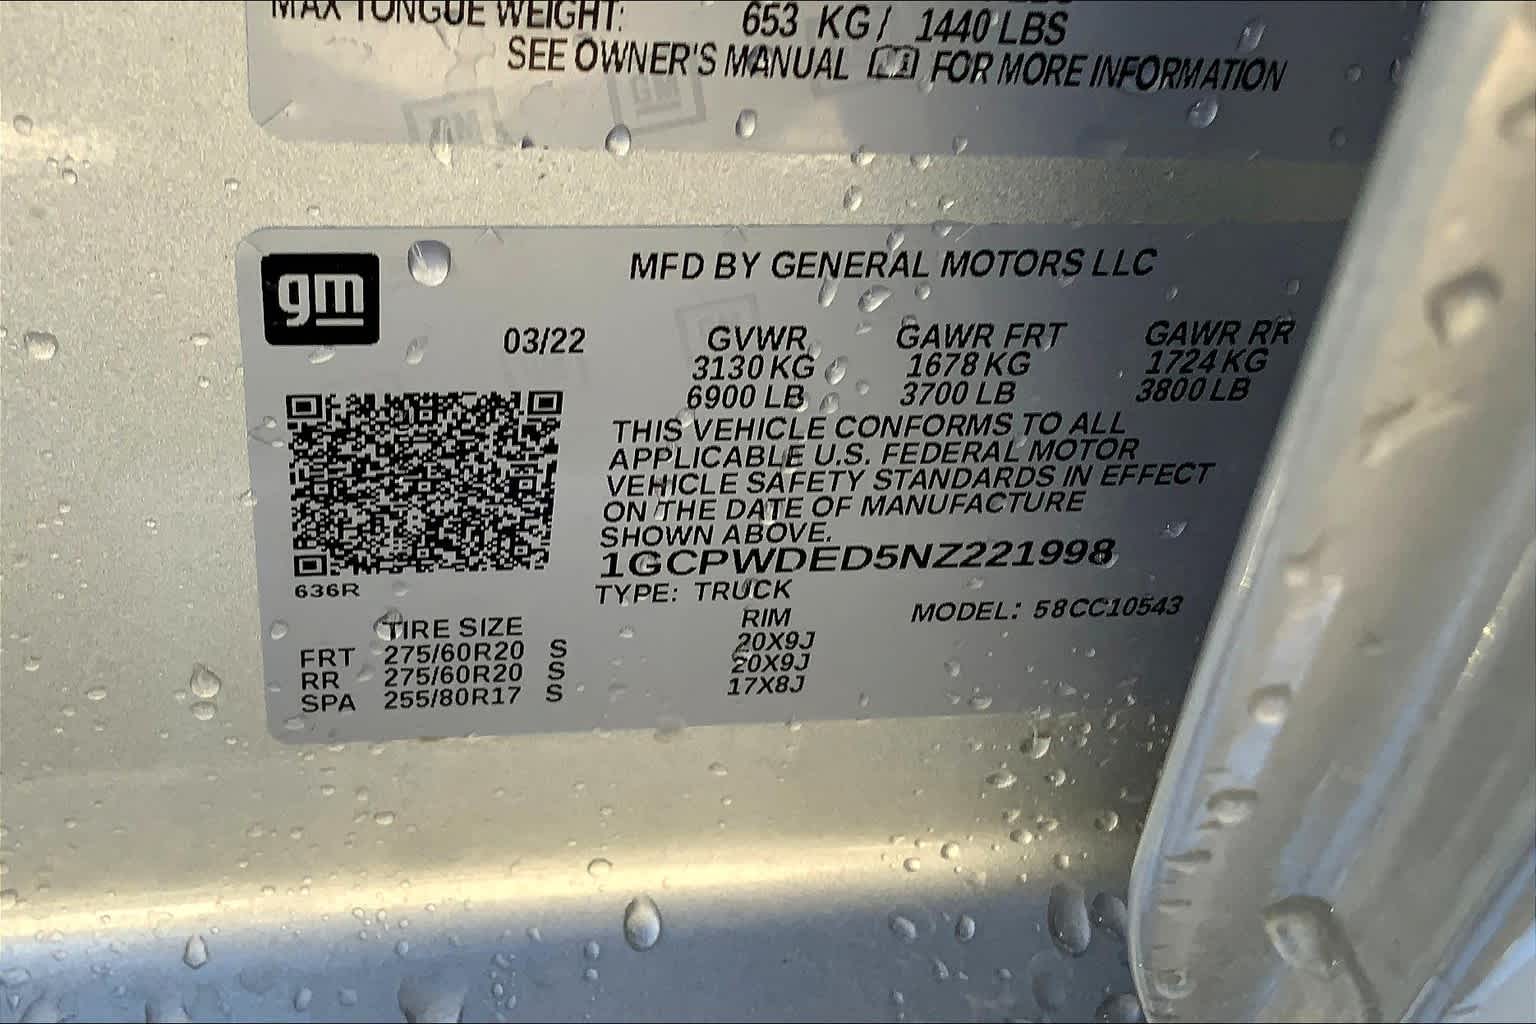 MAX TONGUE WEIGHT: 653 KG/ 1440 LBS
SEE OWNER'S MANUAL FOR MORE INFORMATION
GM GM
gm
MFD BY GENERAL MOTORS LLC
03/22 GVWR GAWR FRT GAWR RR
3130 KG 1678 KG 1724 KG
6900 LB 3700 LB 3800 LB
THIS VEHICLE CONFORMS TO ALL
APPLICABLE U.S. FEDERAL MOTOR
VEHICLE SAFETY STANDARDS IN EFFECT
ON THE DATE OF MANUFACTURE
SHOWN ABOVE.
1GCPWDED5NZ221998
636R
TYPE: TRUCK MODEL: 58CC10543
TIRE SIZE RIM
FRT 275/60R20 S 20X9J
RR 275/60R20 S 20X9J
SPA 255/80R17 S 17X8J